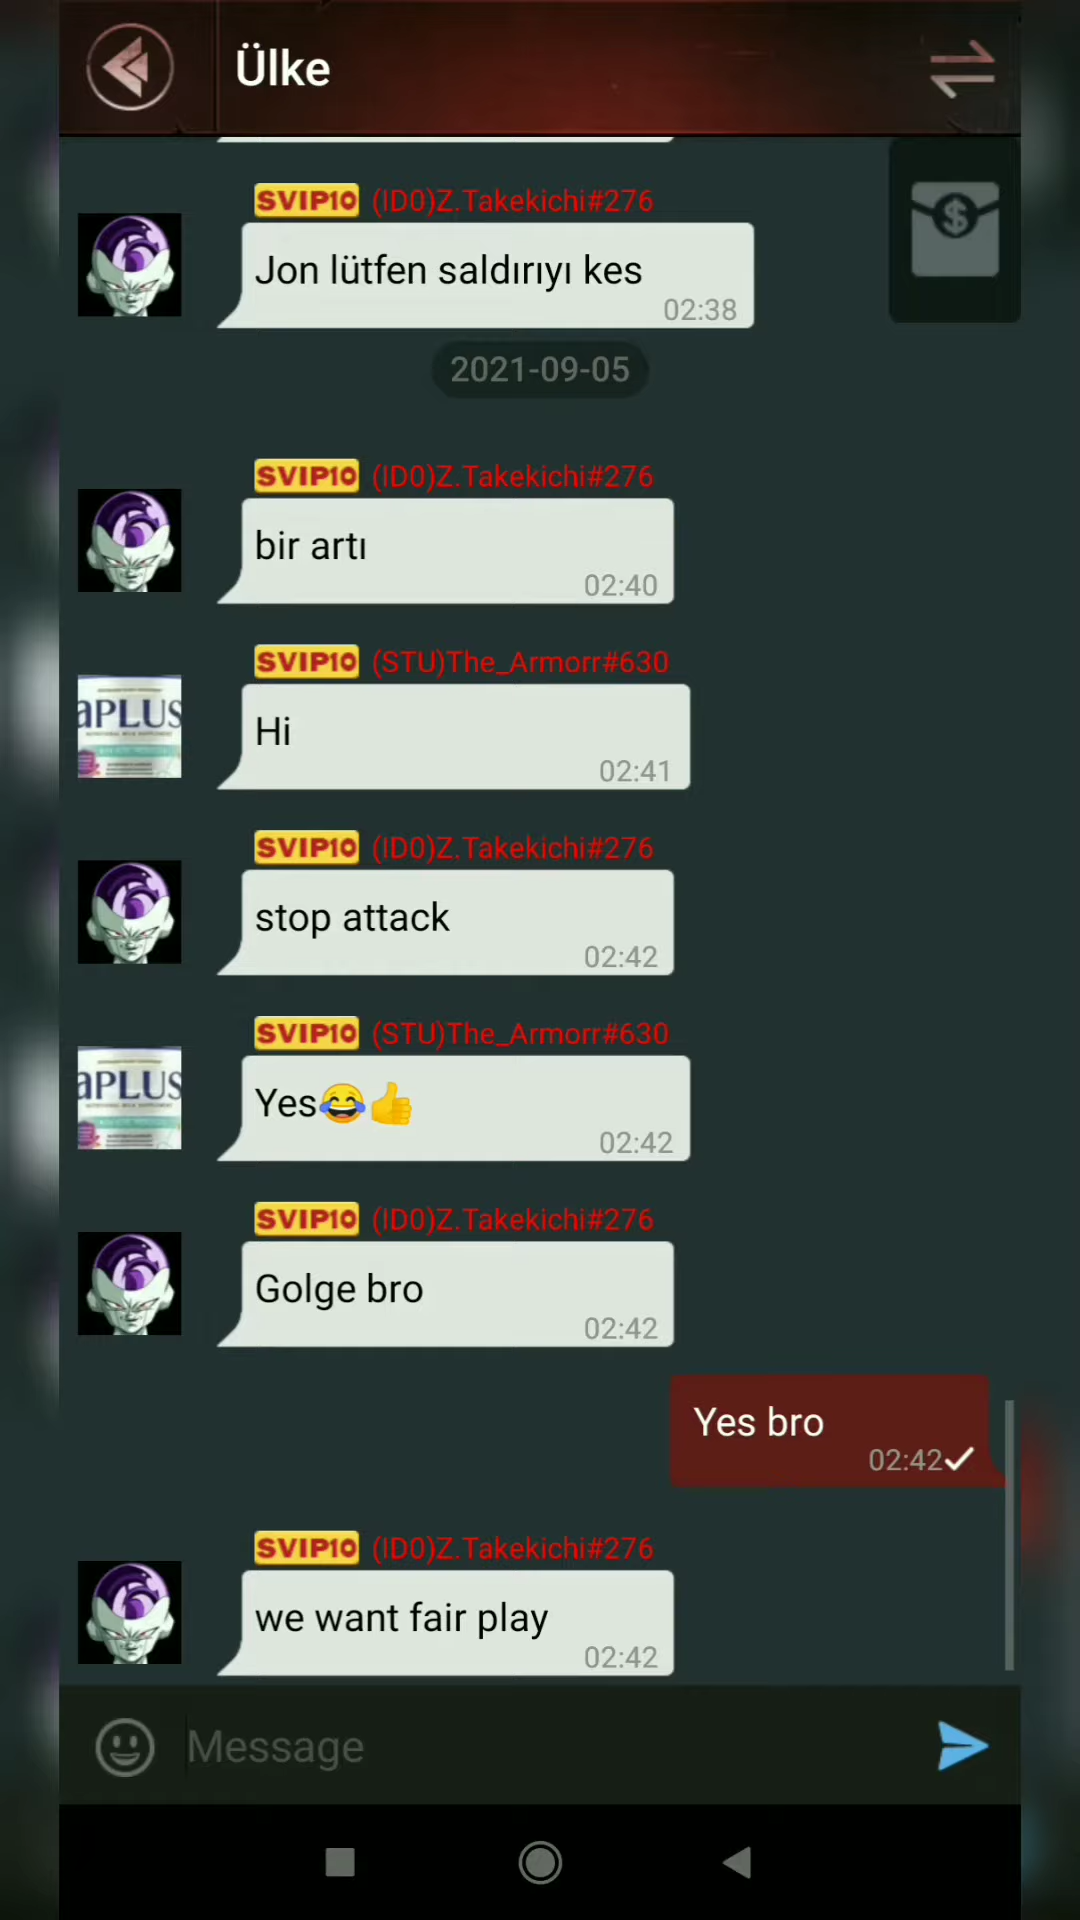 Ülke
SVIP10 (ID0)Z.Takekichi#276
Jon lütfen saldırıyı kes
02:38
2021-09-05
SVIP10 (ID0)Z.Takekichi#276
bir artı
02:40
SVIP10 (STU)The_Armorr#630
aPLUS
Hi
02:41
SVIP10 (ID0)Z.Takekichi#276
stop attack
02:42
SVIP10 (STU)The_Armorr#630
aPLUS
Yes😂👍
02:42
SVIP10 (ID0)Z.Takekichi#276
Golge bro
02:42
Yes bro
02:42
SVIP10 (ID0)Z.Takekichi#276
we want fair play
02:42
Message